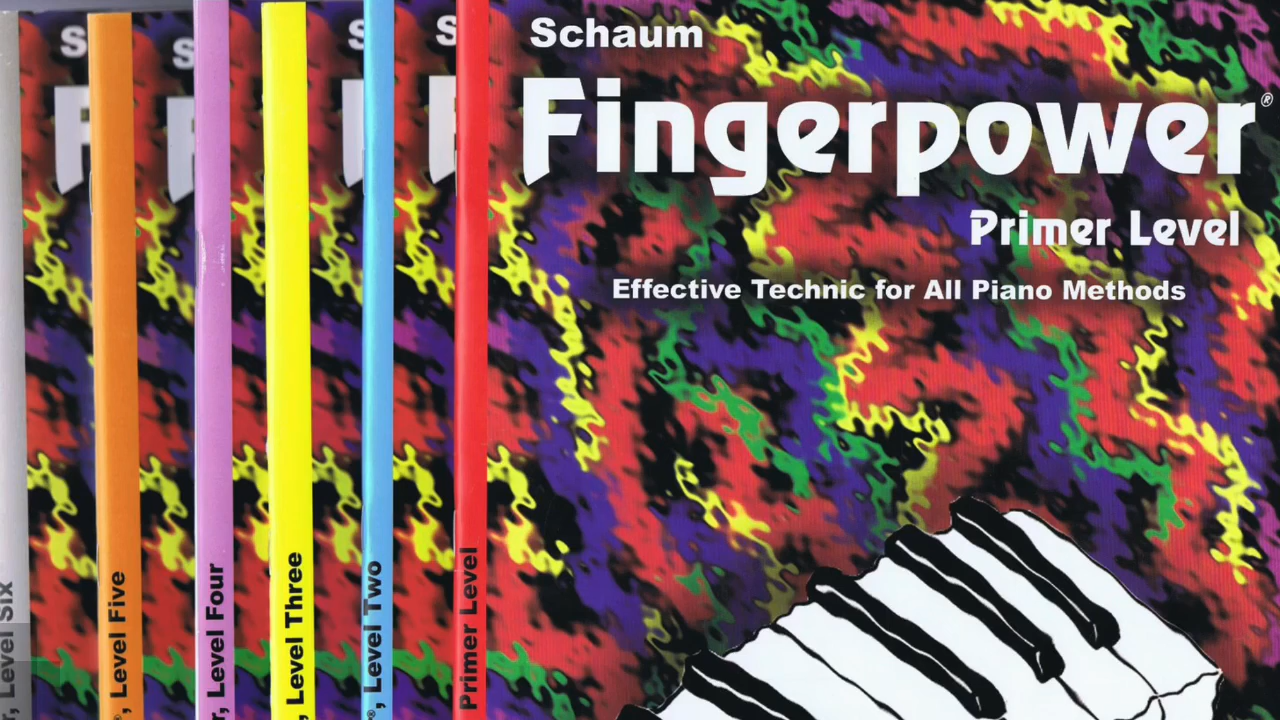 Schaum
Fingerpower®
Primer Level
Effective Technic for All Piano Methods
Level Six
Level Five
Level Four
Level Three
®, Level Two
Primer Level